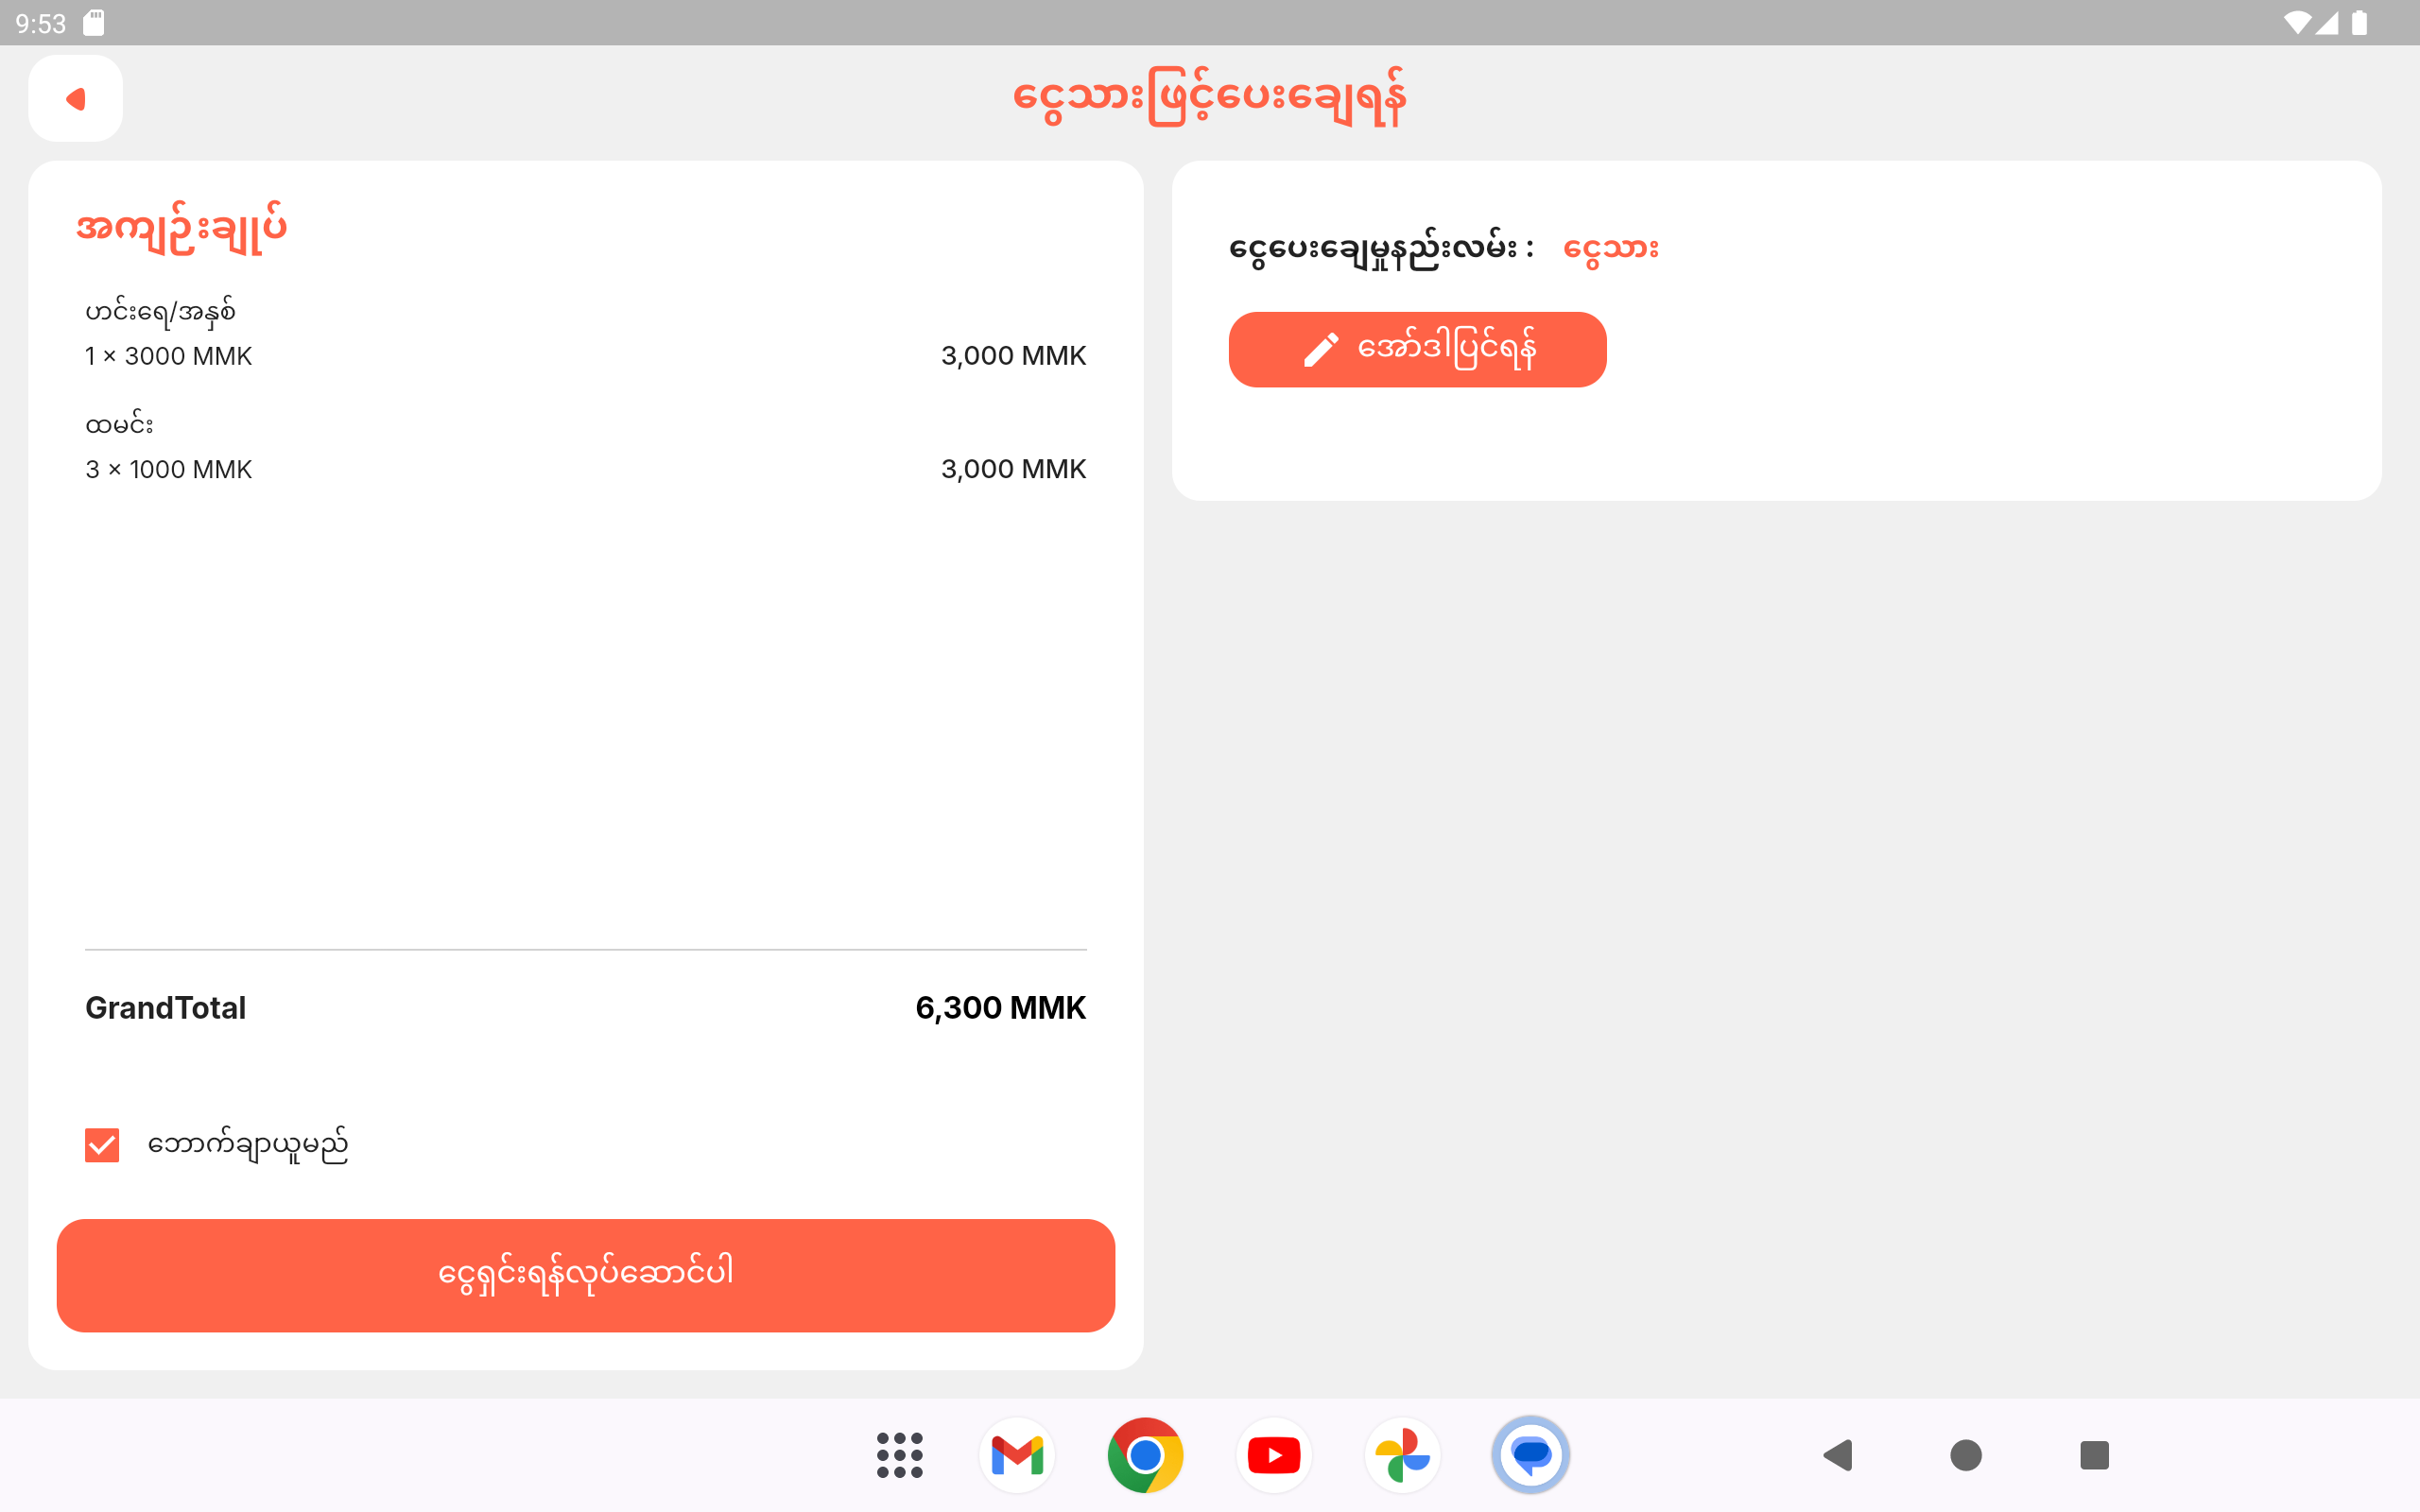 9:53
ငွေသားဖြင့်ပေးချေရန်
အကျဉ်းချုပ်
ဟင်းရေ/အနှစ်
1 × 3000 MMK 3,000 MMK
ထမင်း
3 × 1000 MMK 3,000 MMK
GrandTotal 6,300 MMK
ဘောက်ချာယူမည်
ငွေရှင်းရန်လုပ်ဆောင်ပါ
ငွေပေးချေမှုနည်းလမ်း : ငွေသား
အော်ဒါပြင်ရန်